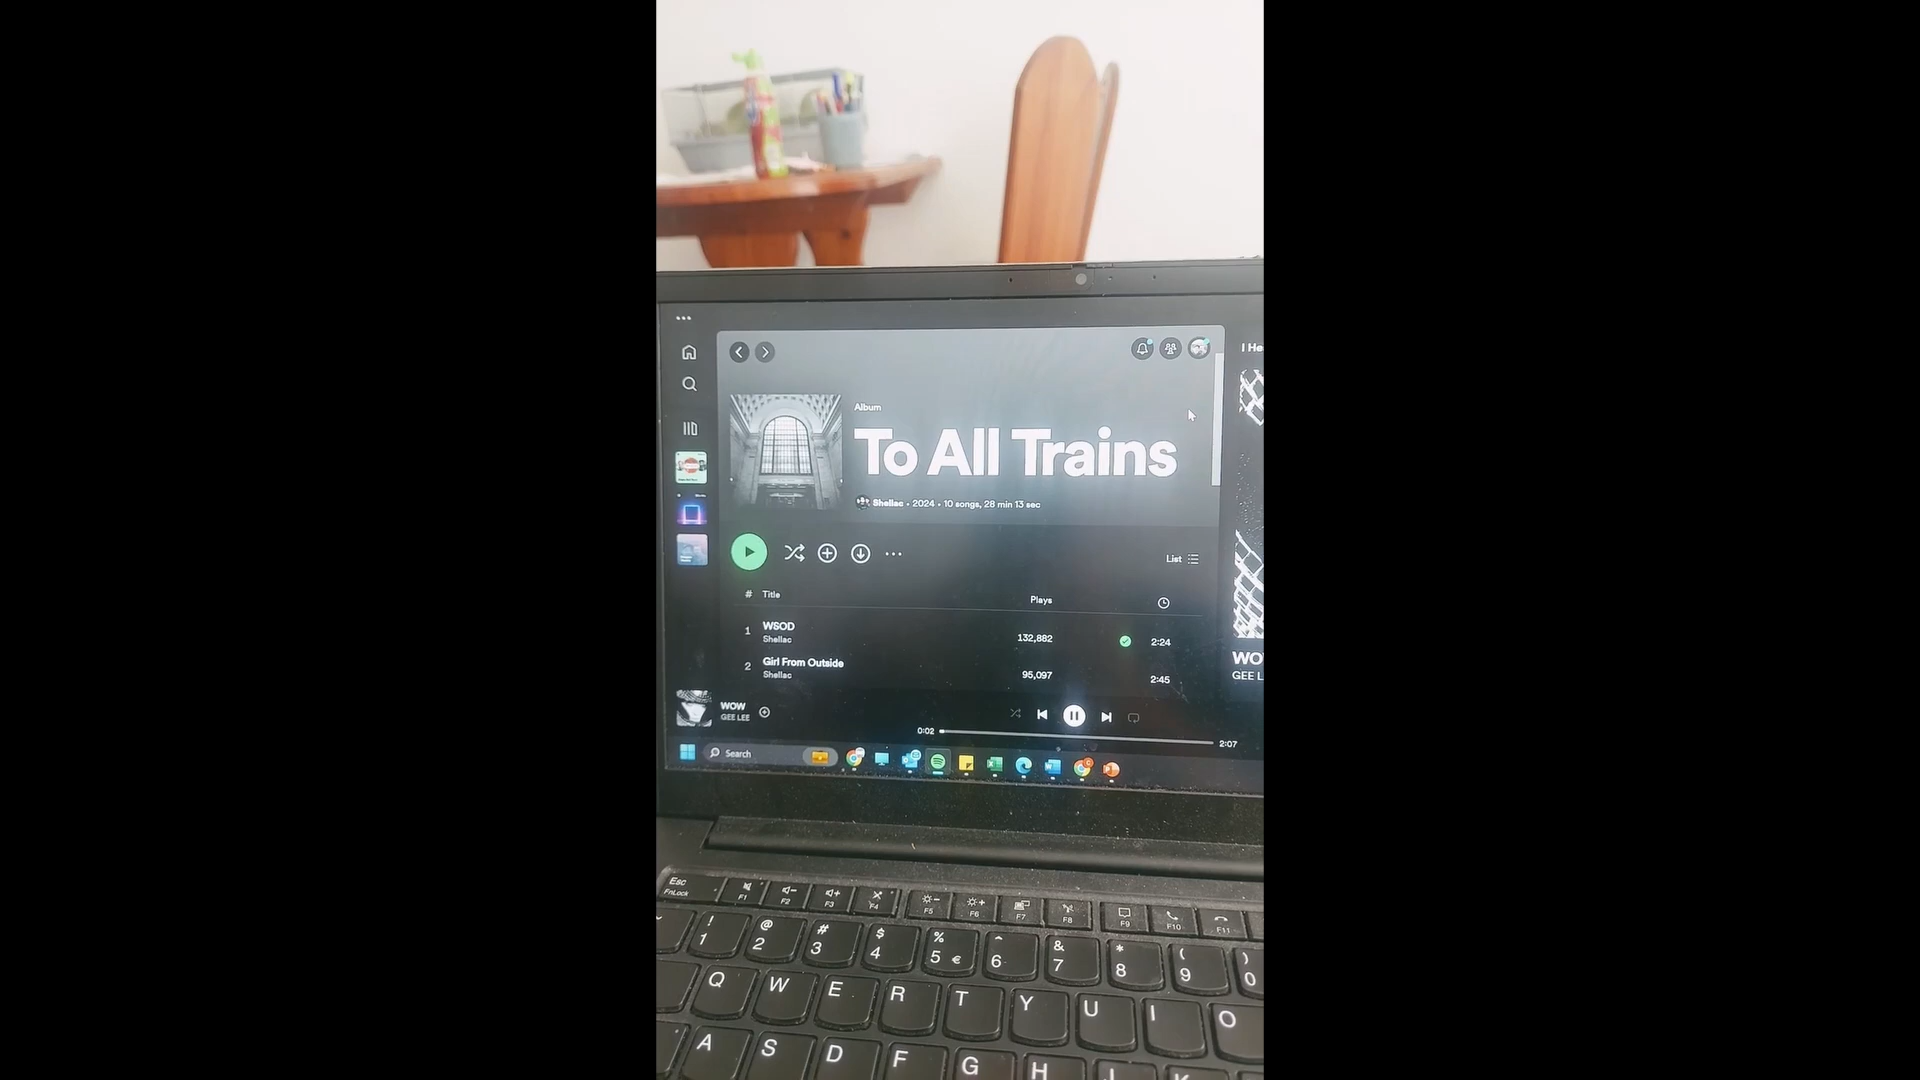 I He
Album
To All Trains
Shellac • 2024 • 10 songs, 28 min 13 sec
List
# Title Plays
1 WSOD 132,882 2:24
Shellac
2 Girl From Outside 95,097 2:45
Shellac
WO
GEE L
WOW
GEE LEE
0:02 2:07
Search
Esc
FnLock
F1 F2 F3 F4 F5 F6 F7 F8 F9 F10 F11
! @ # $ % ^ & * ( )
1 2 3 4 5 € 6 7 8 9 0
Q W E R T Y U I O
A S D F G H J K